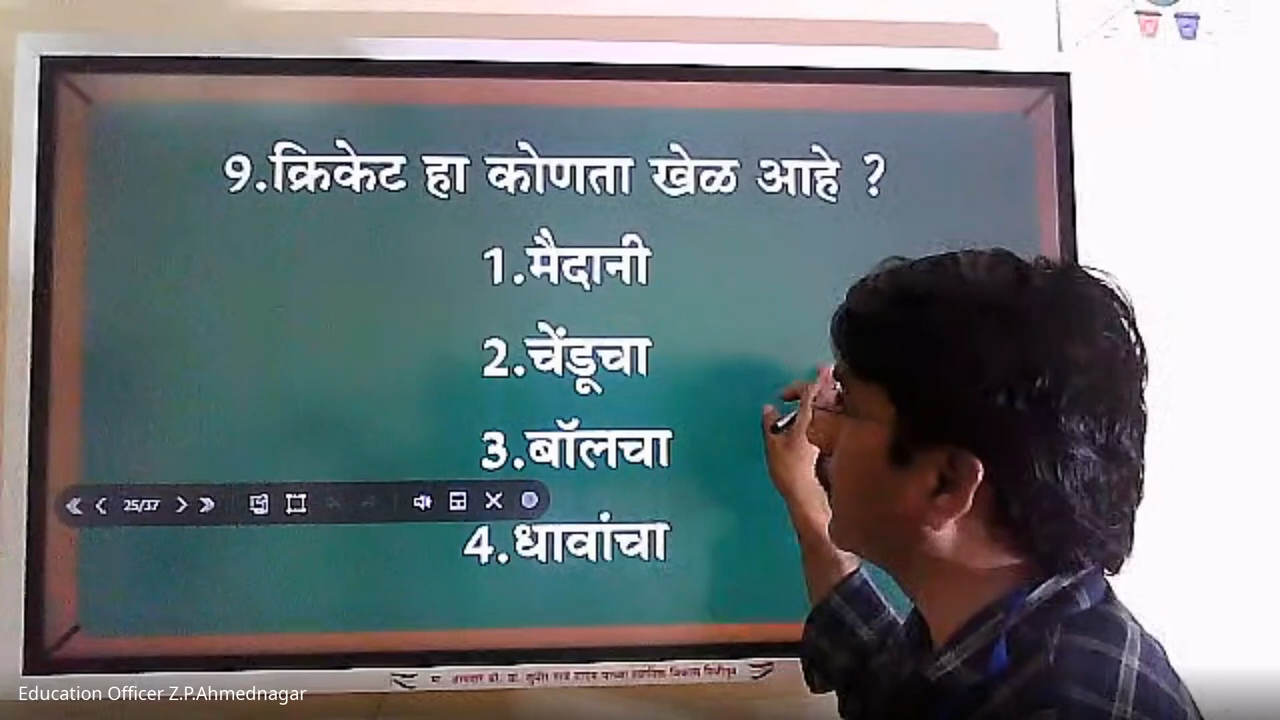 9.क्रिकेट हा कोणता खेळ आहे ?
1.मैदानी
2.चेंडूचा
3.बॉलचा
25/37
4.धावांचा
Education Officer Z.P.Ahmednagar